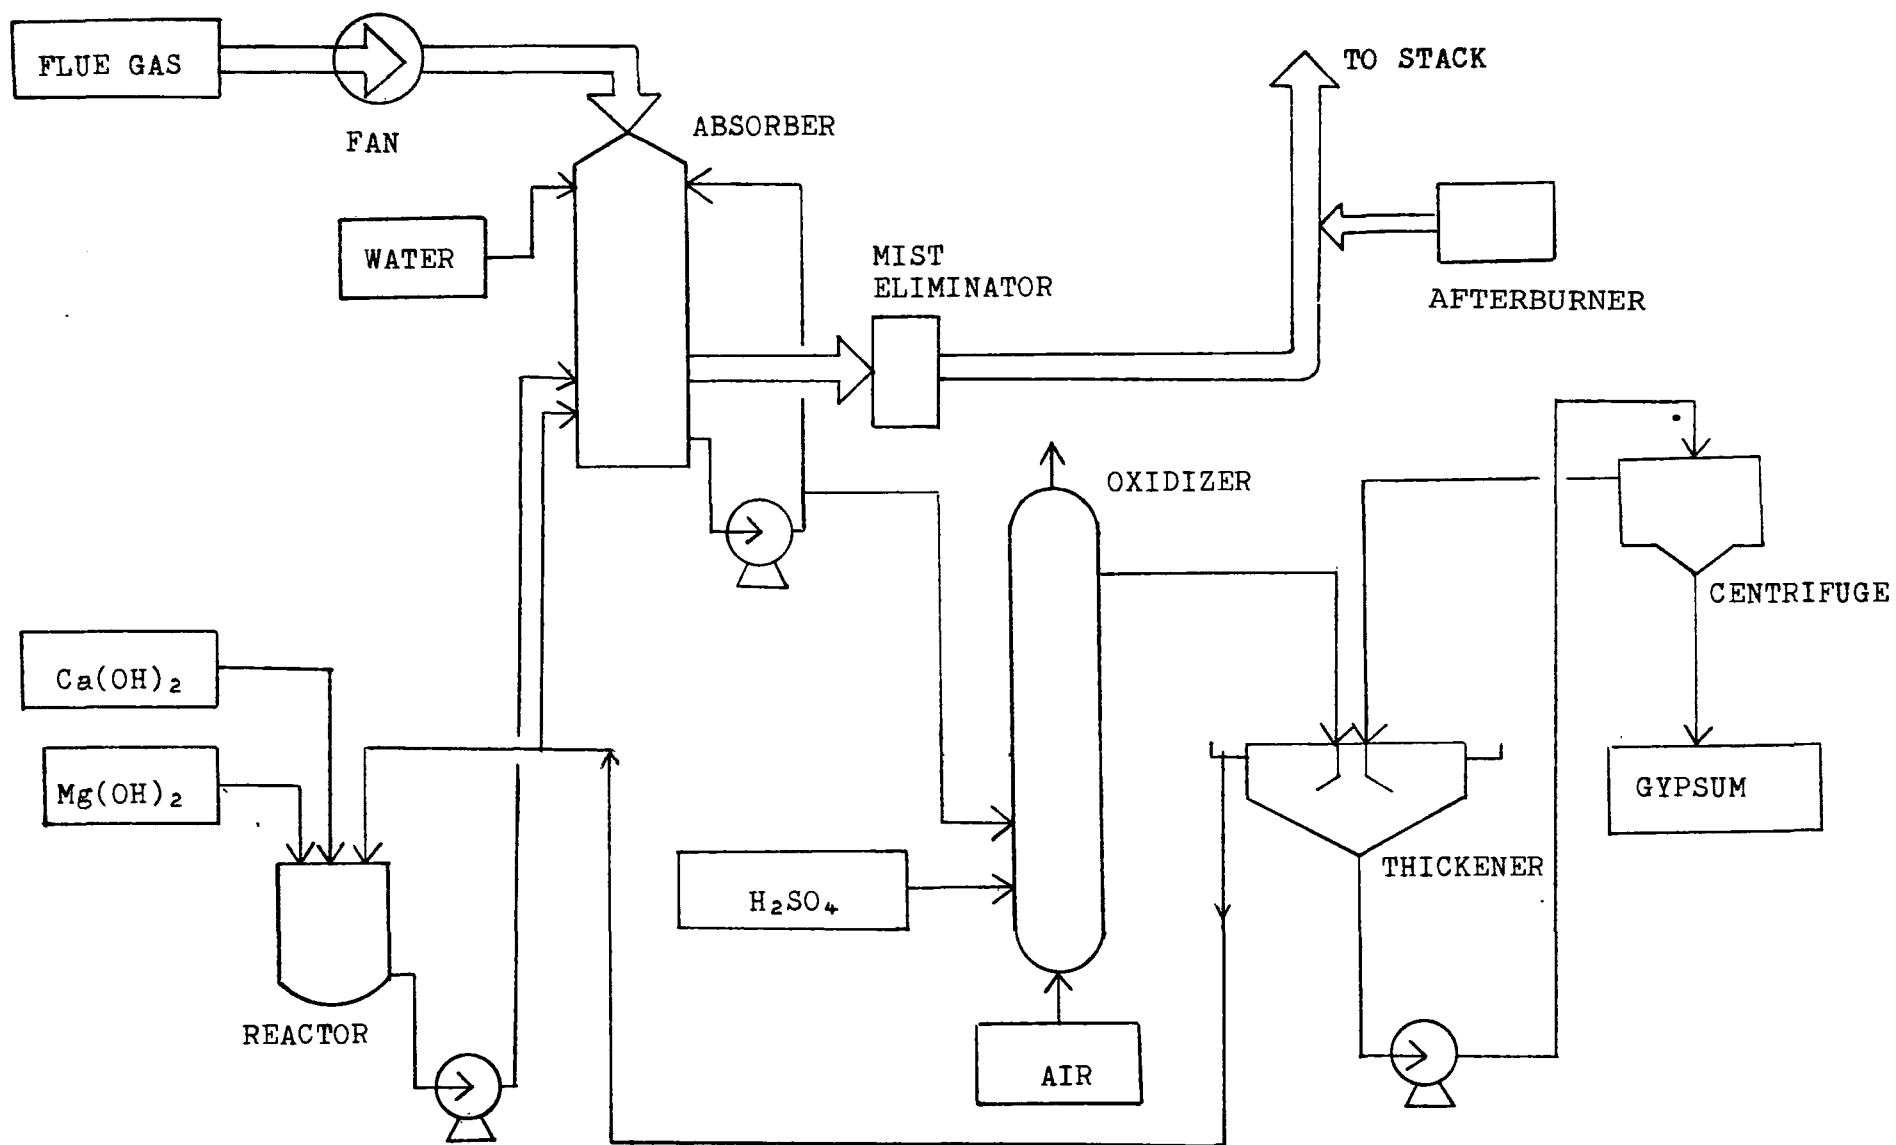 FLUE GAS
FAN
ABSORBER
TO STACK
WATER
MIST
ELIMINATOR
AFTERBURNER
OXIDIZER
CENTRIFUGE
Ca(OH)₂
Mg(OH)₂
GYPSUM
THICKENER
H₂SO₄
REACTOR
AIR